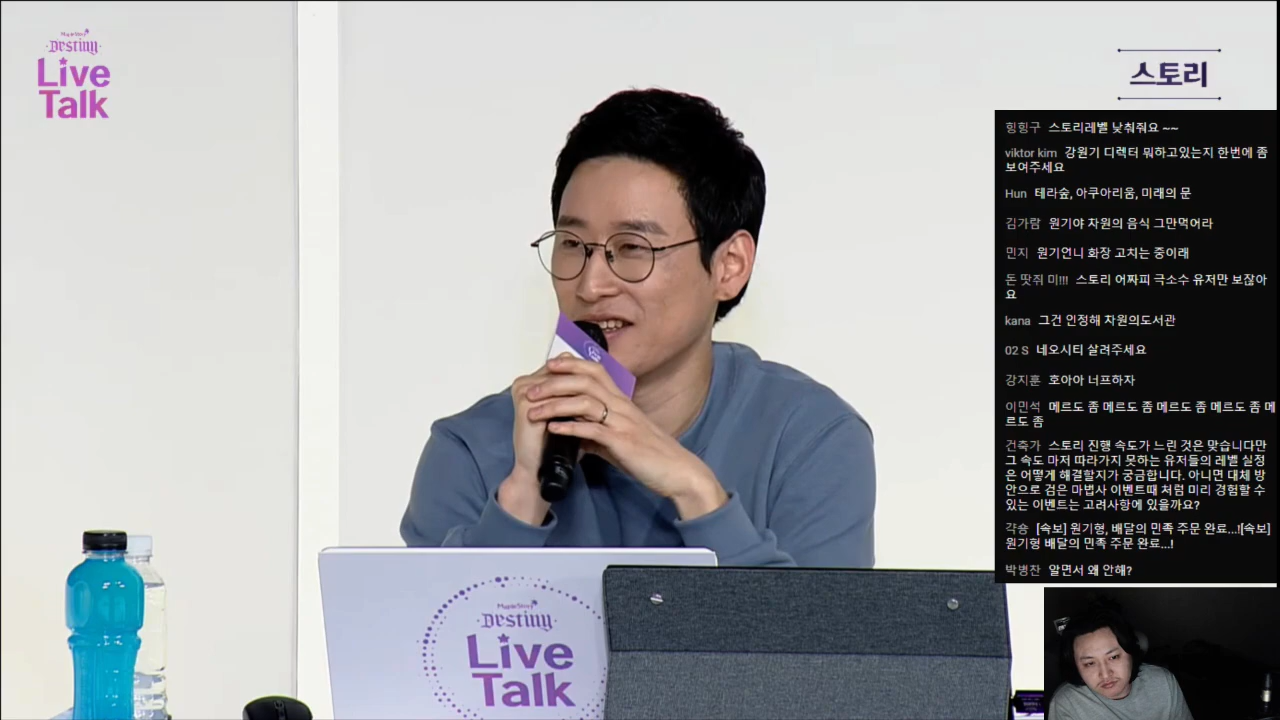 MapleStory
DESTINY
Live
Talk
스토리
힝힝구 스토리레벨 낮춰줘요 ~~
viktor kim 강원기 디렉터 뭐하고있는지 한번에 좀
보여주세요
Hun 테라숲, 아쿠아리움, 미래의 문
김가람 원기야 차원의 음식 그만먹어라
민지 원기언니 화장 고치는 중이래
돈 땃쥐 미!!! 스토리 어짜피 극소수 유저만 보잖아
요
kana 그건 인정해 차원의도서관
02 S 네오시티 살려주세요
강지훈 호아아 너프하자
이민석 메르도 좀 메르도 좀 메르도 좀 메르도 좀 메
르도 좀
건축가 스토리 진행 속도가 느린 것은 맞습니다만
그 속도 마저 따라가지 못하는 유저들의 레벨 실정
은 어떻게 해결할지가 궁금합니다. 아니면 대체 방
안으로 검은 마법사 이벤트때 처럼 미리 경험할 수
있는 이벤트는 고려사항에 있을까요?
각숑 [속보] 원기형, 배달의 민족 주문 완료...![속보]
원기형 배달의 민족 주문 완료...!
박병찬 알면서 왜 안해?
MapleStory
DESTINY
Live
Talk